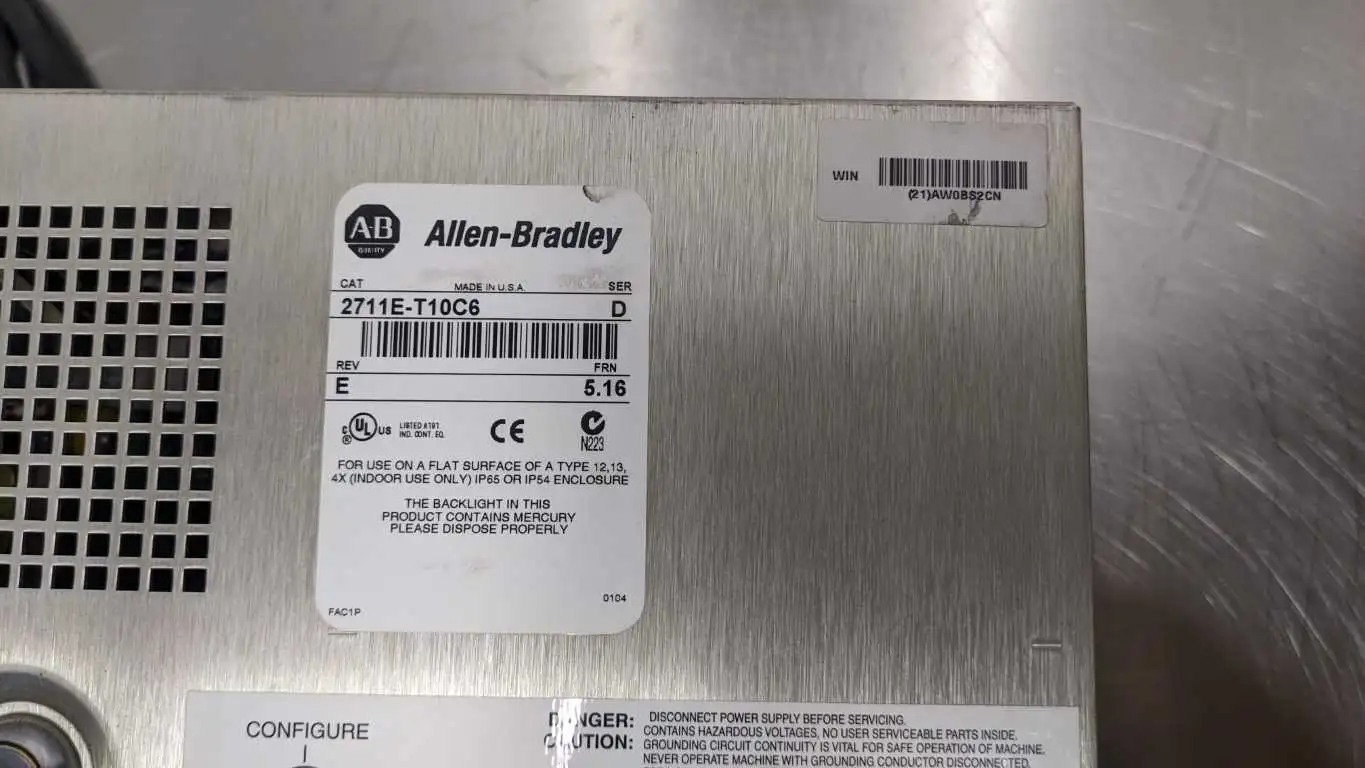 WIN
(21)AW0BS2CN
A·B
QUALITY
Allen-Bradley
CAT
MADE IN U.S.A.
SER
2711E-T10C6
D
REV
FRN
E
5.16
c UL US
LISTED A191
IND. CONT. EQ.
CE
N223
FOR USE ON A FLAT SURFACE OF A TYPE 12,13,
4X (INDOOR USE ONLY) IP65 OR IP54 ENCLOSURE
THE BACKLIGHT IN THIS
PRODUCT CONTAINS MERCURY
PLEASE DISPOSE PROPERLY
FAC1P
0104
CONFIGURE
DANGER: DISCONNECT POWER SUPPLY BEFORE SERVICING.
CONTAINS HAZARDOUS VOLTAGES, NO USER SERVICEABLE PARTS INSIDE.
CAUTION: GROUNDING CIRCUIT CONTINUITY IS VITAL FOR SAFE OPERATION OF MACHINE.
NEVER OPERATE MACHINE WITH GROUNDING CONDUCTOR DISCONNECTED.